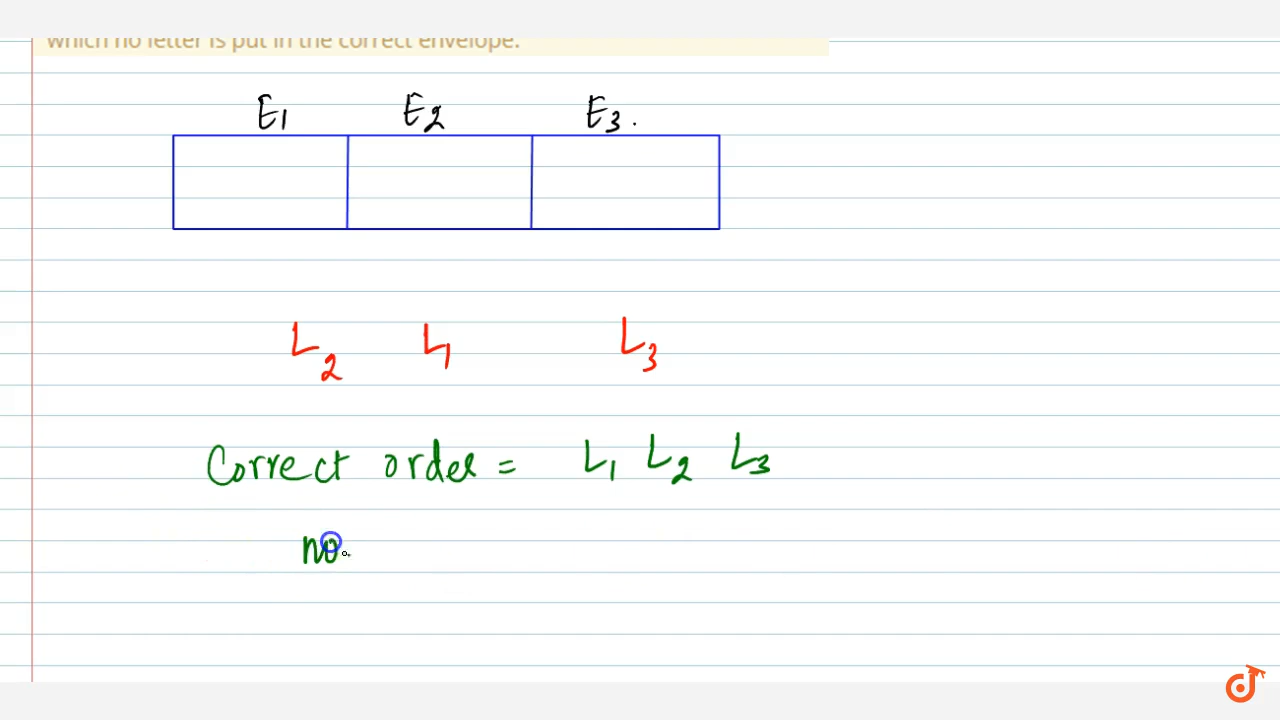 which no letter is put in the correct envelope.
E1 E2 E3.
L2 L1 L3
Correct order = L1 L2 L3
no.